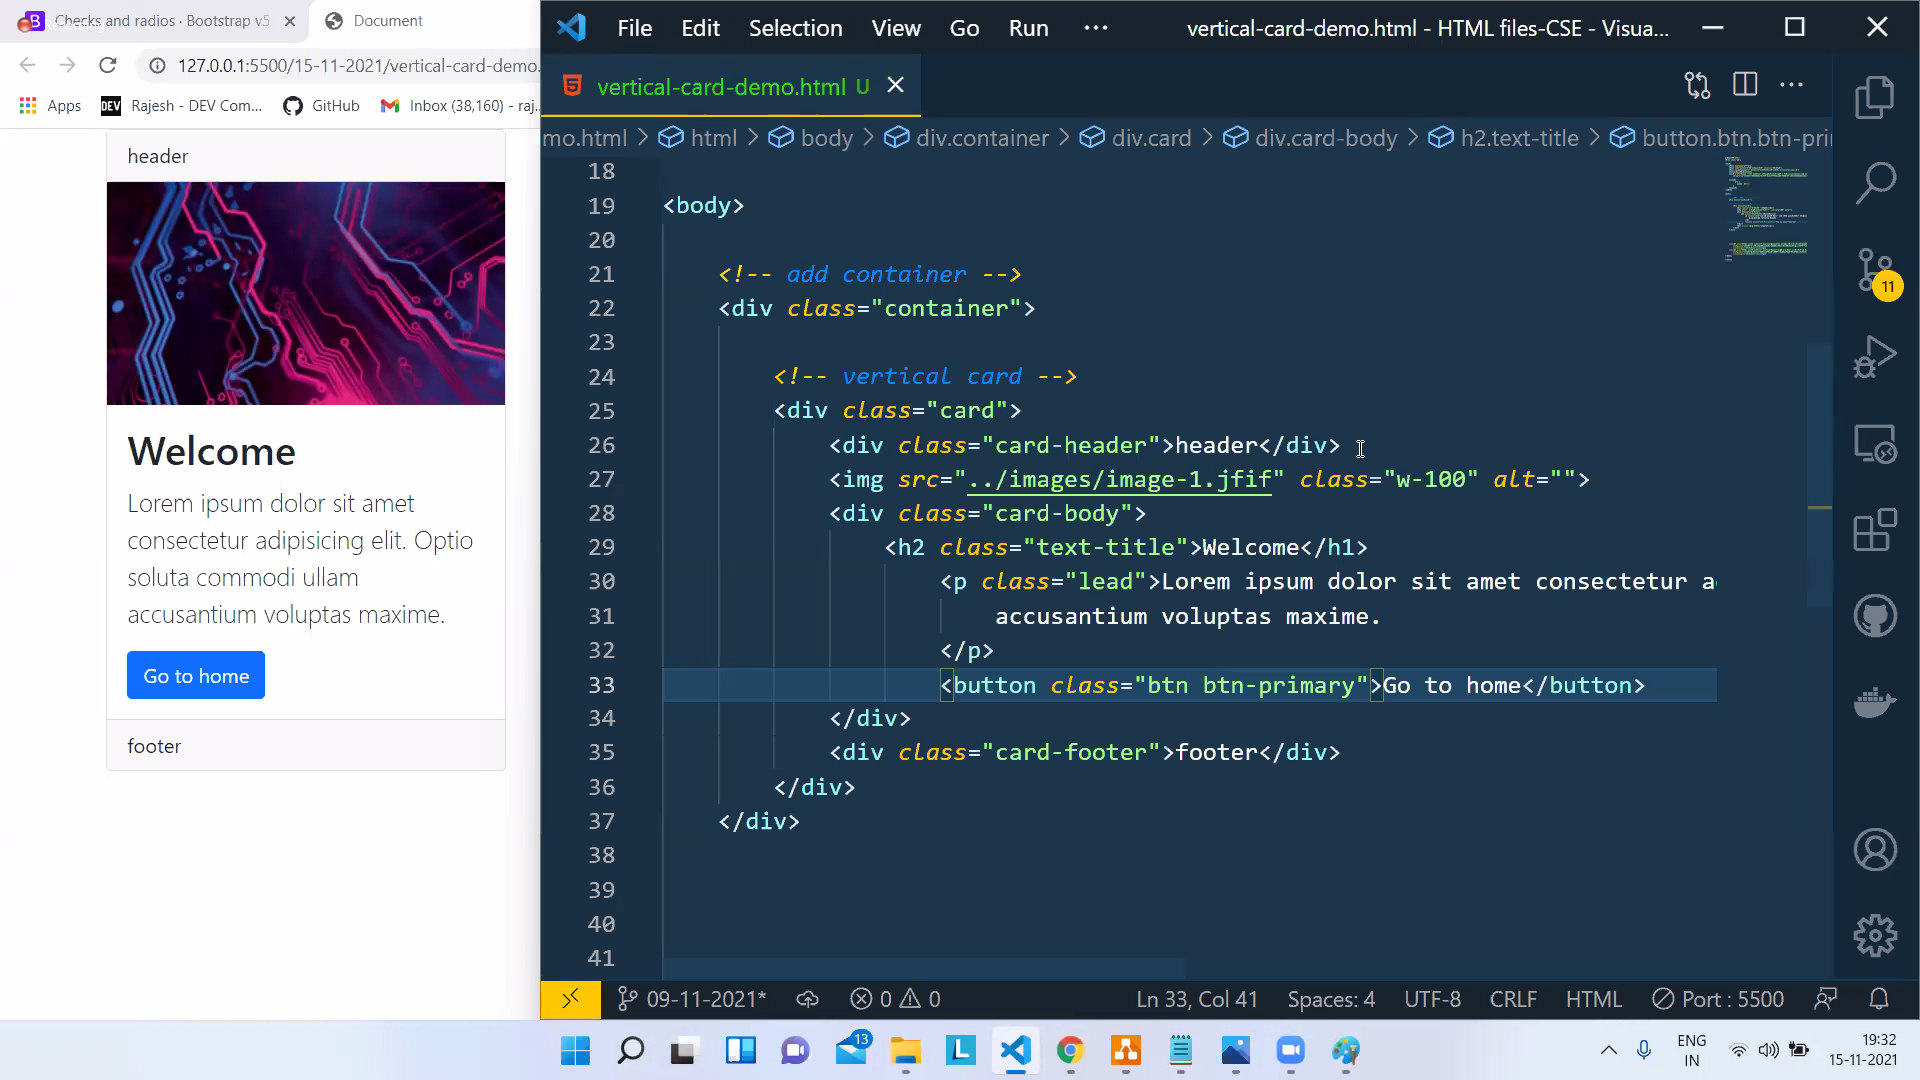 Checks and radios · Bootstrap v5
Document
127.0.0.1:5500/15-11-2021/vertical-card-demo.
Apps
DEV
Rajesh - DEV Com...
GitHub
Inbox (38,160) - raj...
header
Welcome
Lorem ipsum dolor sit amet
consectetur adipisicing elit. Optio
soluta commodi ullam
accusantium voluptas maxime.
Go to home
footer
File Edit Selection View Go Run ···
vertical-card-demo.html - HTML files-CSE - Visua...
vertical-card-demo.html U
mo.html > html > body > div.container > div.card > div.card-body > h2.text-title > button.btn.btn-pri
18
19 <body>
20
21 <!-- add container -->
22 <div class="container">
23
24 <!-- vertical card -->
25 <div class="card">
26 <div class="card-header">header</div>
27 <img src="../images/image-1.jfif" class="w-100" alt="">
28 <div class="card-body">
29 <h2 class="text-title">Welcome</h1>
30 <p class="lead">Lorem ipsum dolor sit amet consectetur a
31 accusantium voluptas maxime.
32 </p>
33 <button class="btn btn-primary">Go to home</button>
34 </div>
35 <div class="card-footer">footer</div>
36 </div>
37 </div>
38
39
40
41
11
09-11-2021*
0
0
Ln 33, Col 41
Spaces: 4
UTF-8
CRLF
HTML
Port : 5500
13
L
ENG
IN
19:32
15-11-2021